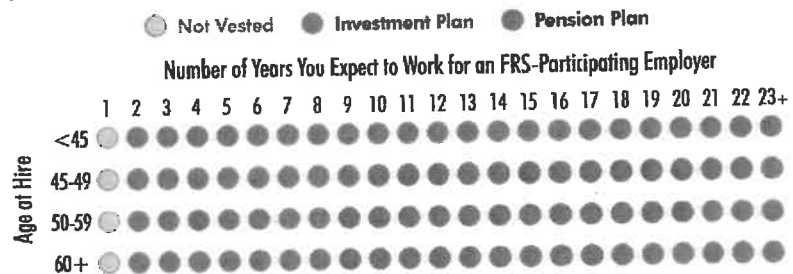 Not Vested Investment Plan Pension Plan
Number of Years You Expect to Work for an FRS-Participating Employer
1 2 3 4 5 6 7 8 9 10 11 12 13 14 15 16 17 18 19 20 21 22 23+
Age at Hire
<45
45-49
50-59
60+